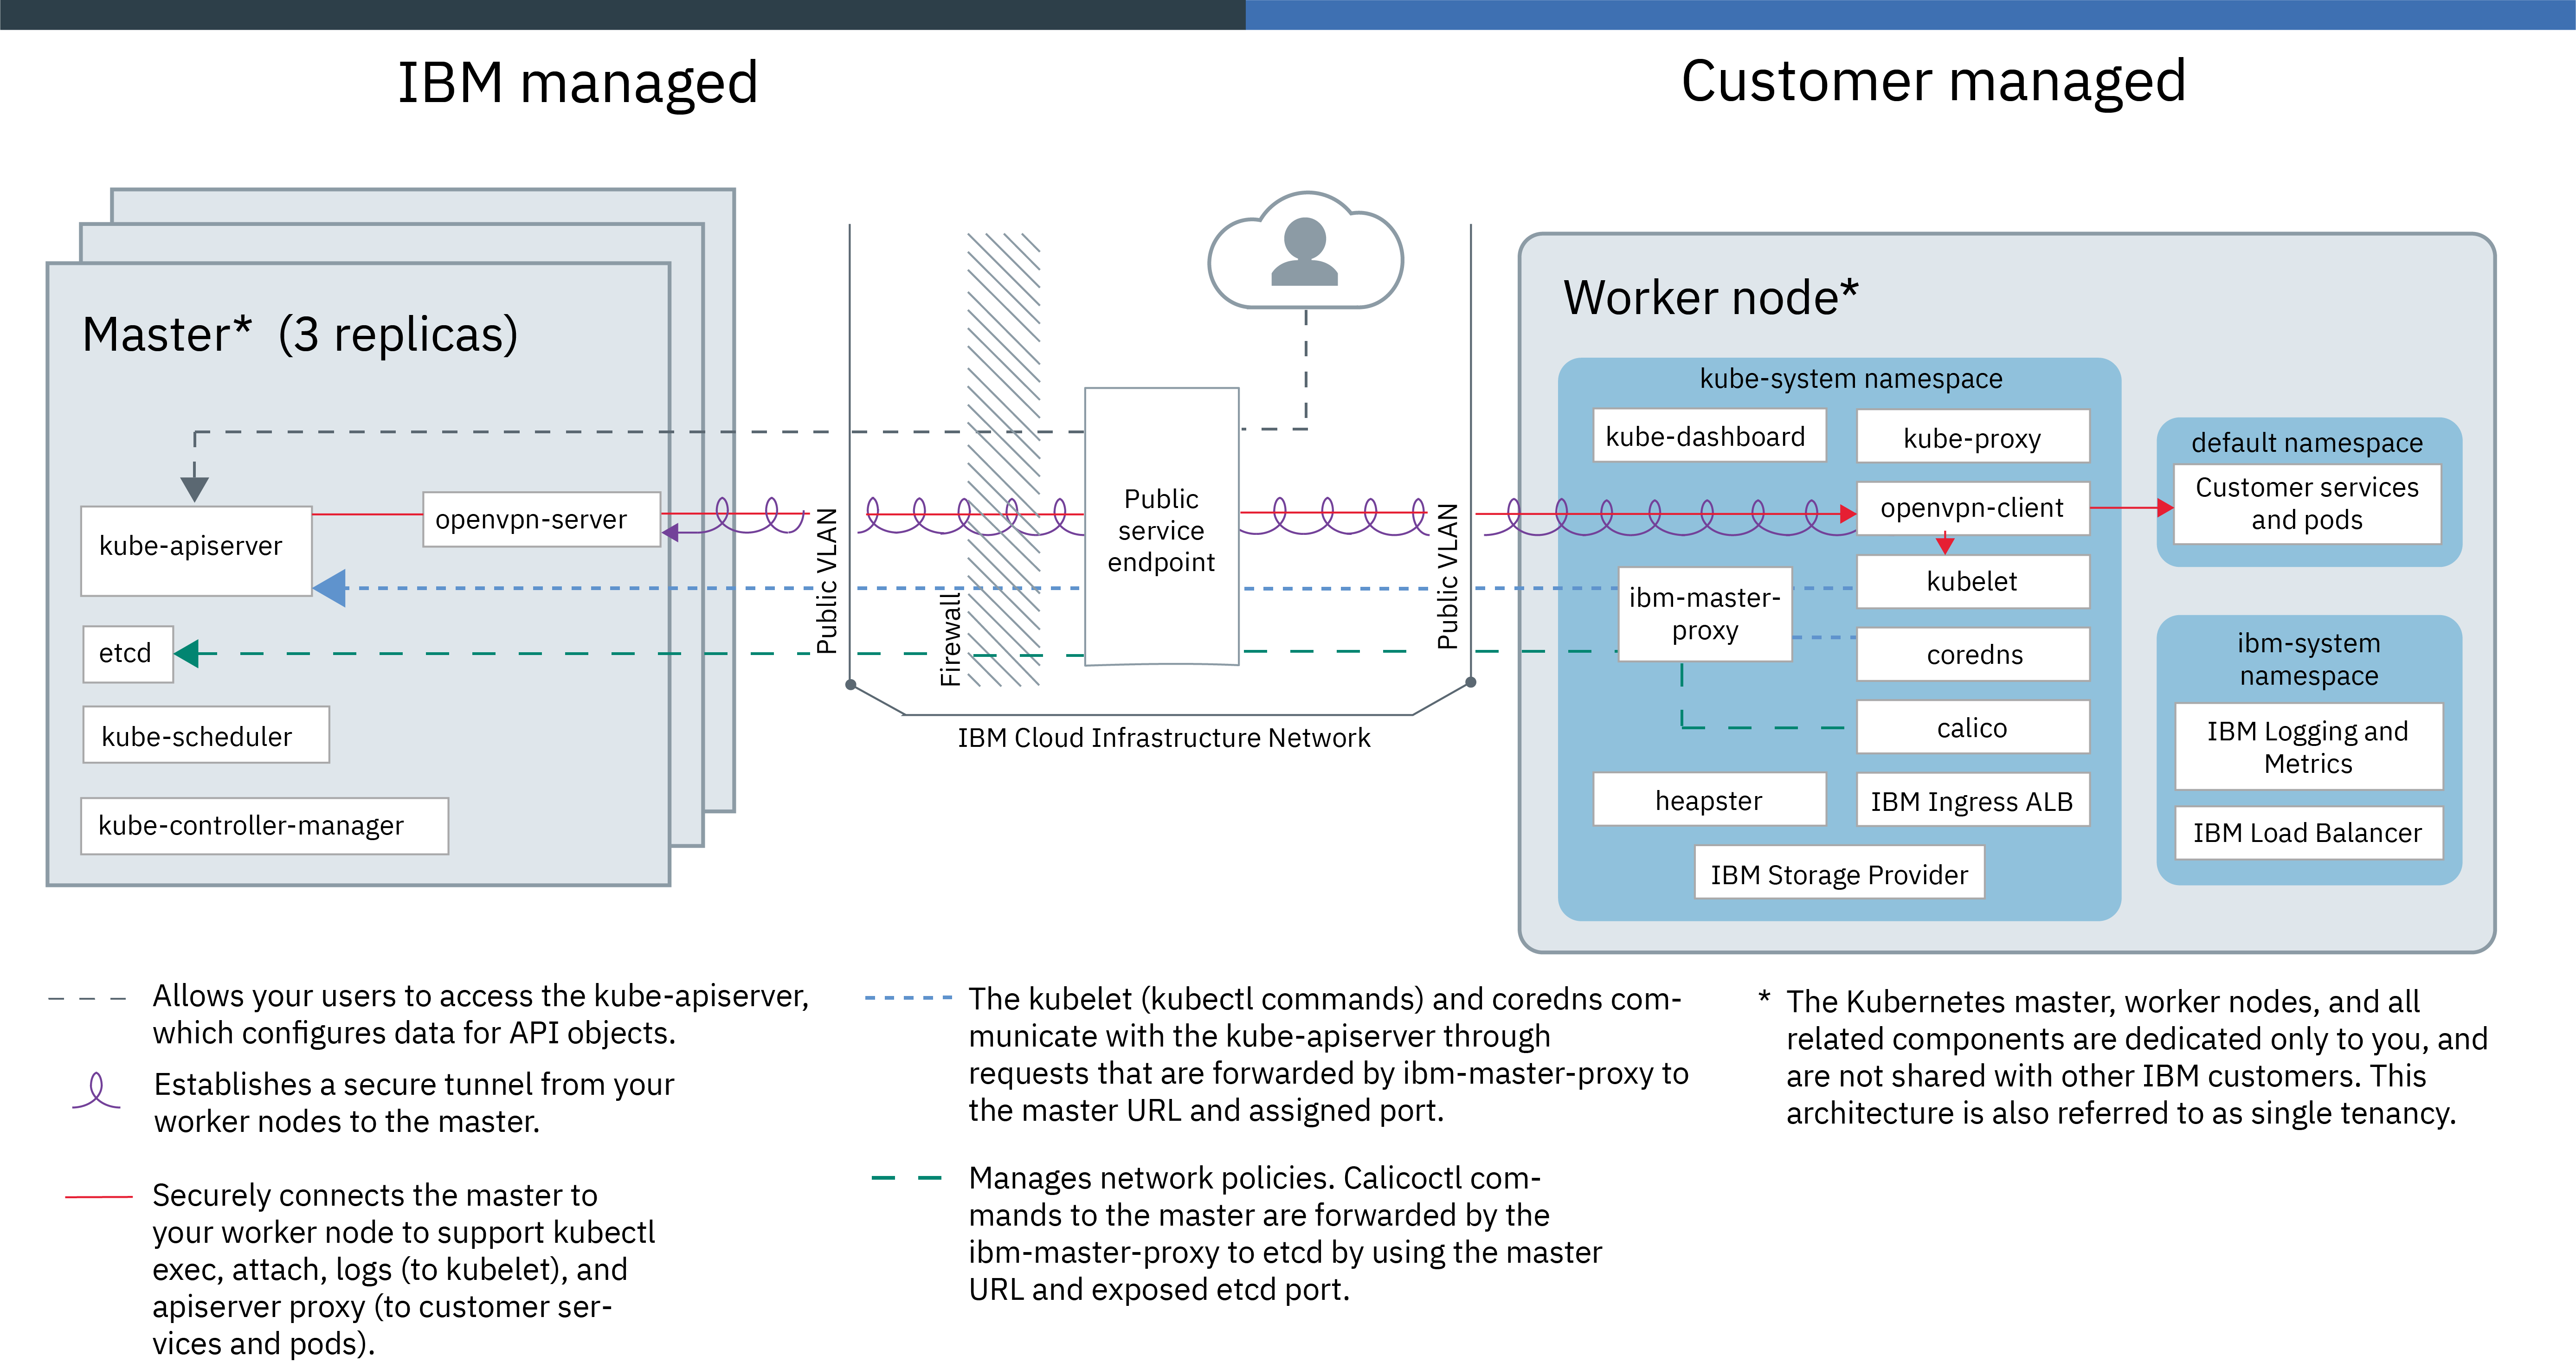 IBM managed
Customer managed
Master*  (3 replicas)
kube-apiserver
openvpn-server
etcd
kube-scheduler
kube-controller-manager
Public VLAN
Firewall
Public
service
endpoint
Public VLAN
IBM Cloud Infrastructure Network
Worker node*
kube-system namespace
kube-dashboard
kube-proxy
openvpn-client
kubelet
ibm-master-
proxy
coredns
calico
heapster
IBM Ingress ALB
IBM Storage Provider
default namespace
Customer services
and pods
ibm-system
namespace
IBM Logging and
Metrics
IBM Load Balancer
Allows your users to access the kube-apiserver,
which configures data for API objects.
Establishes a secure tunnel from your
worker nodes to the master.
Securely connects the master to
your worker node to support kubectl
exec, attach, logs (to kubelet), and
apiserver proxy (to customer ser-
vices and pods).
The kubelet (kubectl commands) and coredns com-
municate with the kube-apiserver through
requests that are forwarded by ibm-master-proxy to
the master URL and assigned port.
Manages network policies. Calicoctl com-
mands to the master are forwarded by the
ibm-master-proxy to etcd by using the master
URL and exposed etcd port.
* The Kubernetes master, worker nodes, and all
related components are dedicated only to you, and
are not shared with other IBM customers. This
architecture is also referred to as single tenancy.